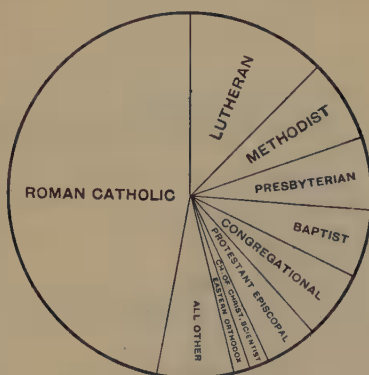 LUTHERAN
METHODIST
PRESBYTERIAN
BAPTIST
CONGREGATIONAL
PROTESTANT EPISCOPAL
CH. OF CHRIST, SCIENTIST
EASTERN ORTHODOX
ALL OTHER
ROMAN CATHOLIC